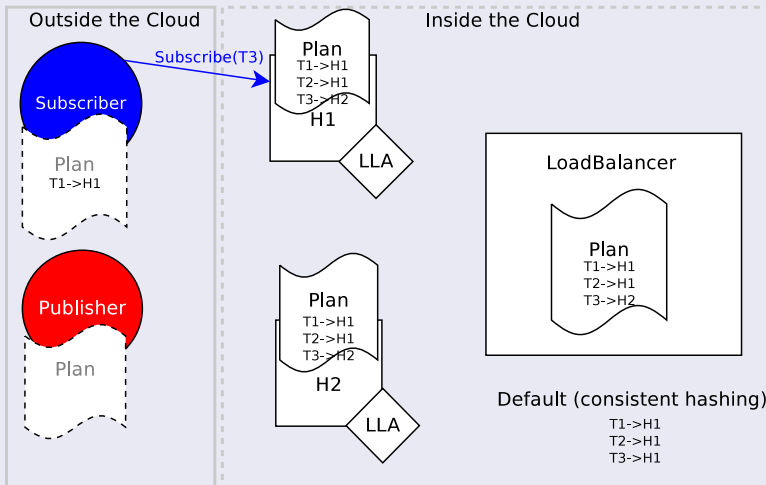 Outside the Cloud
Inside the Cloud
Subscribe(T3)
Subscriber
Plan
T1->H1
Publisher
Plan
Plan
T1->H1
T2->H1
T3->H2
H1
LLA
Plan
T1->H1
T2->H1
T3->H2
H2
LLA
LoadBalancer
Plan
T1->H1
T2->H1
T3->H2
Default (consistent hashing)
T1->H1
T2->H1
T3->H1